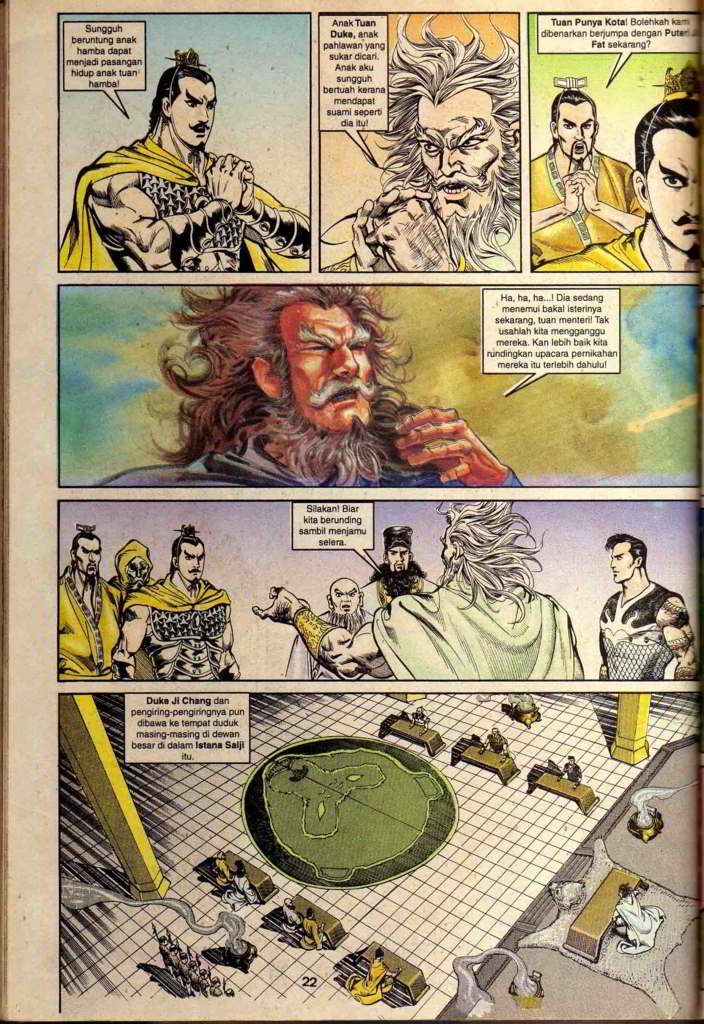 Sungguh
beruntung anak
hamba dapat
menjadi pasangan
hidup anak tuan
hamba!
Anak Tuan
Duke, anak
pahlawan yang
sukar dicari.
Anak aku
sungguh
bertuah kerana
mendapat
suami seperti
dia itu!
Tuan Punya Kota! Bolehkah kami
dibenarkan berjumpa dengan Puteri
Fat sekarang?
Ha, ha, ha...! Dia sedang
menemui bakal isterinya
sekarang, tuan menteri! Tak
usahlah kita mengganggu
mereka. Kan lebih baik kita
rundingkan upacara pernikahan
mereka itu terlebih dahulu!
Silakan! Biar
kita berunding
sambil menjamu
selera.
Duke Ji Chang dan
pengiring-pengiringnya pun
dibawa ke tempat duduk
masing-masing di dewan
besar di dalam Istana Salji
itu.
22